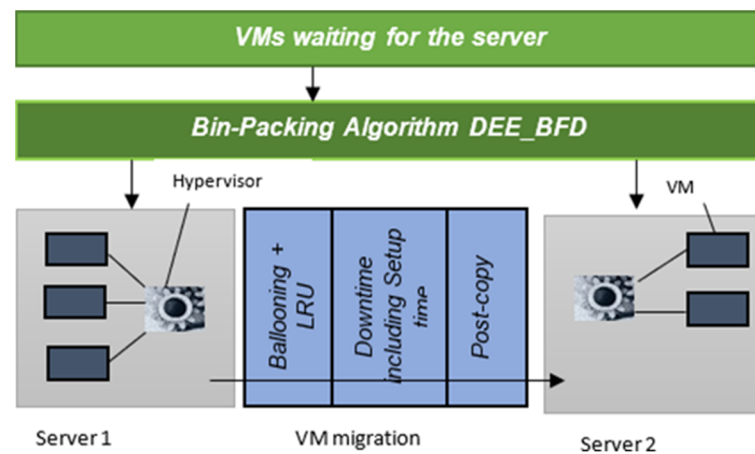 VMs waiting for the server
Bin-Packing Algorithm DEE_BFD
Hypervisor
VM
Ballooning +
LRU
Downtime
including Setup
time
Post-copy
Server 1
VM migration
Server 2